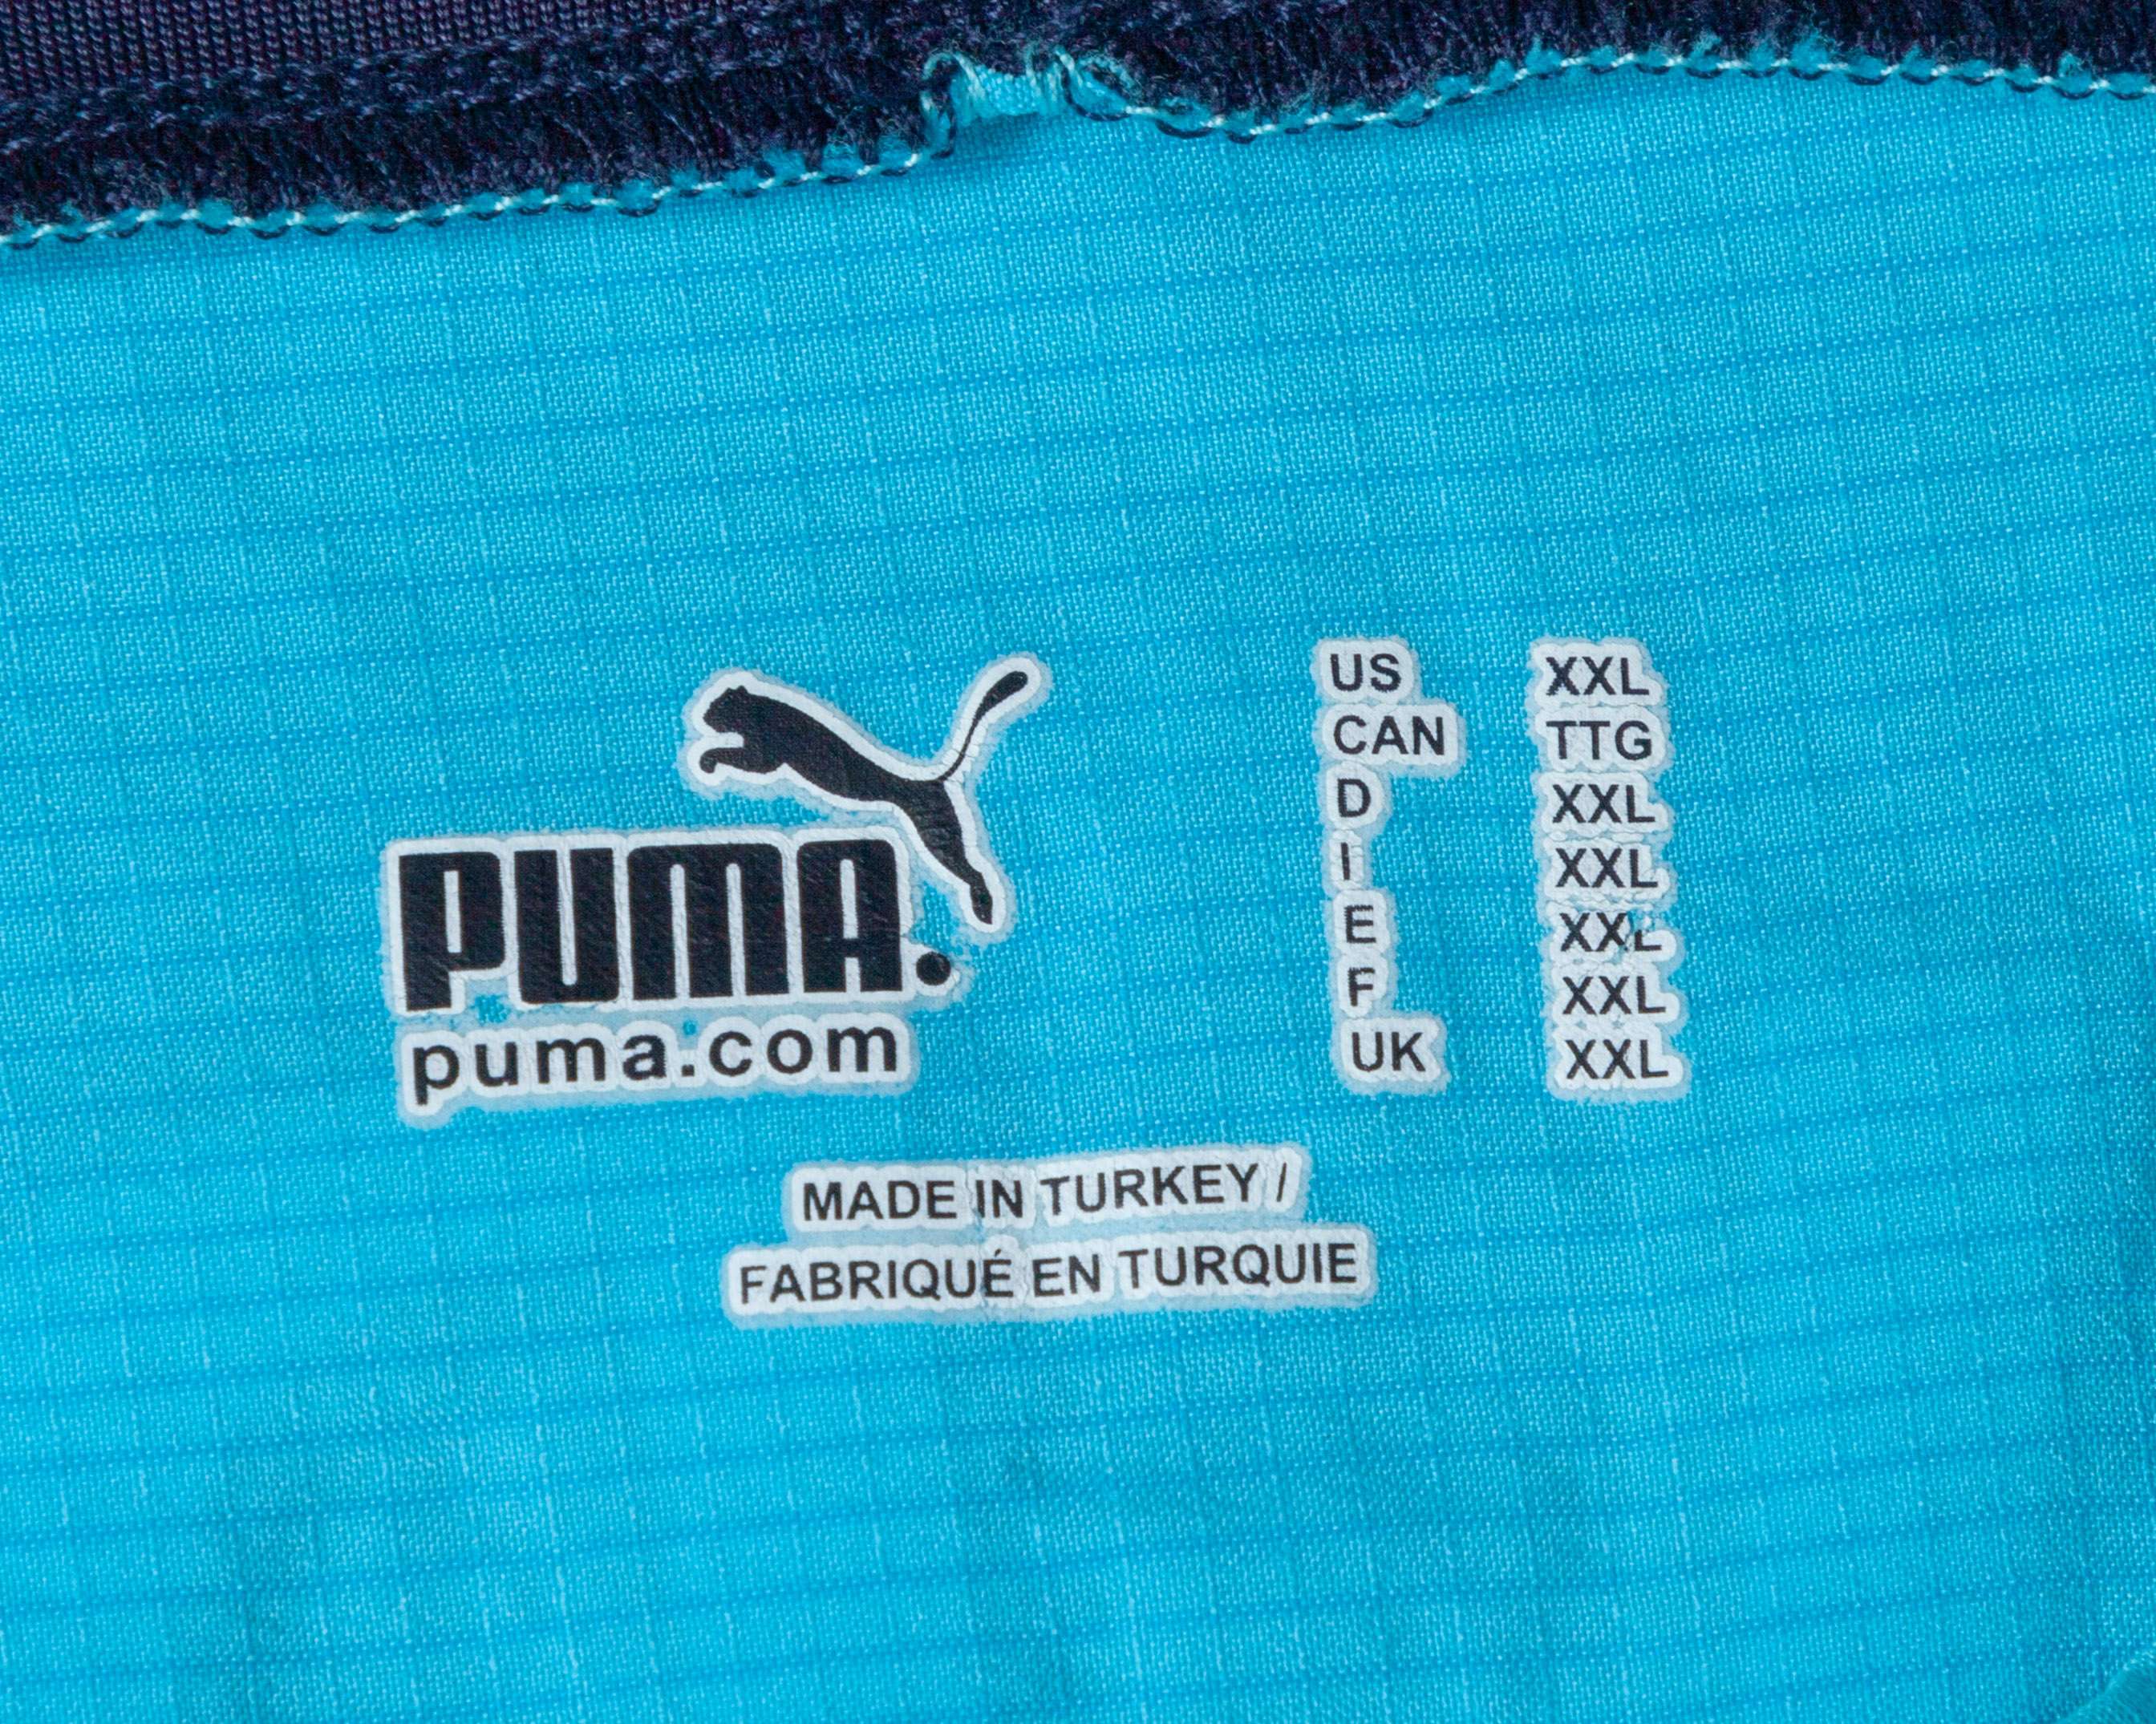 PUMA.
puma.com
US XXL
CAN TTG
D XXL
I XXL
E XXL
F XXL
UK XXL
MADE IN TURKEY /
FABRIQUÉ EN TURQUIE